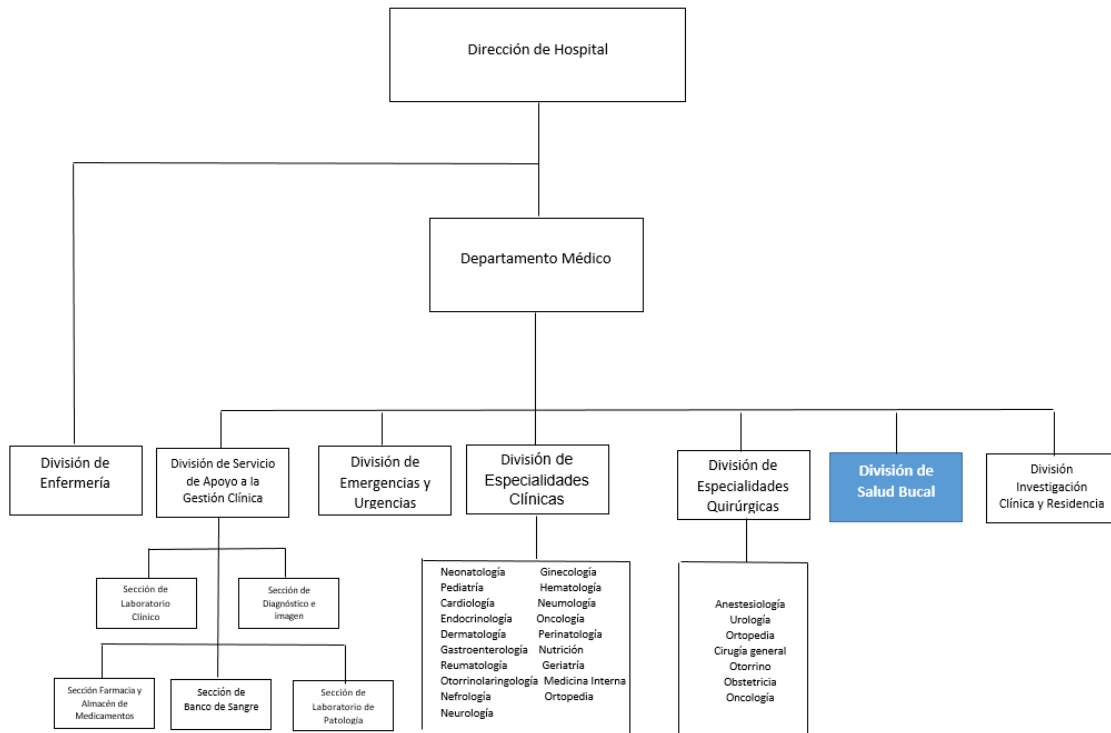 Dirección de Hospital
Departamento Médico
División de
Enfermería
División de Servicio
de Apoyo a la
Gestión Clínica
División de
Emergencias y
Urgencias
División de
Especialidades
Clínicas
División de
Especialidades
Quirúrgicas
División de
Salud Bucal
División
Investigación
Clínica y Residencia
Sección de
Laboratorio
Clínico
Sección de
Diagnóstico e
imagen
Sección Farmacia y
Almacén de
Medicamentos
Sección de
Banco de Sangre
Sección de
Laboratorio de
Patología
Neonatología Ginecología
Pediatría Hematología
Cardiología Neumología
Endocrinología Oncología
Dermatología Perinatología
Gastroenterología Nutrición
Reumatología Geriatría
Otorrinolaringología Medicina Interna
Nefrología Ortopedia
Neurología
Anestesiología
Urología
Ortopedia
Cirugía general
Otorrino
Obstetricia
Oncología